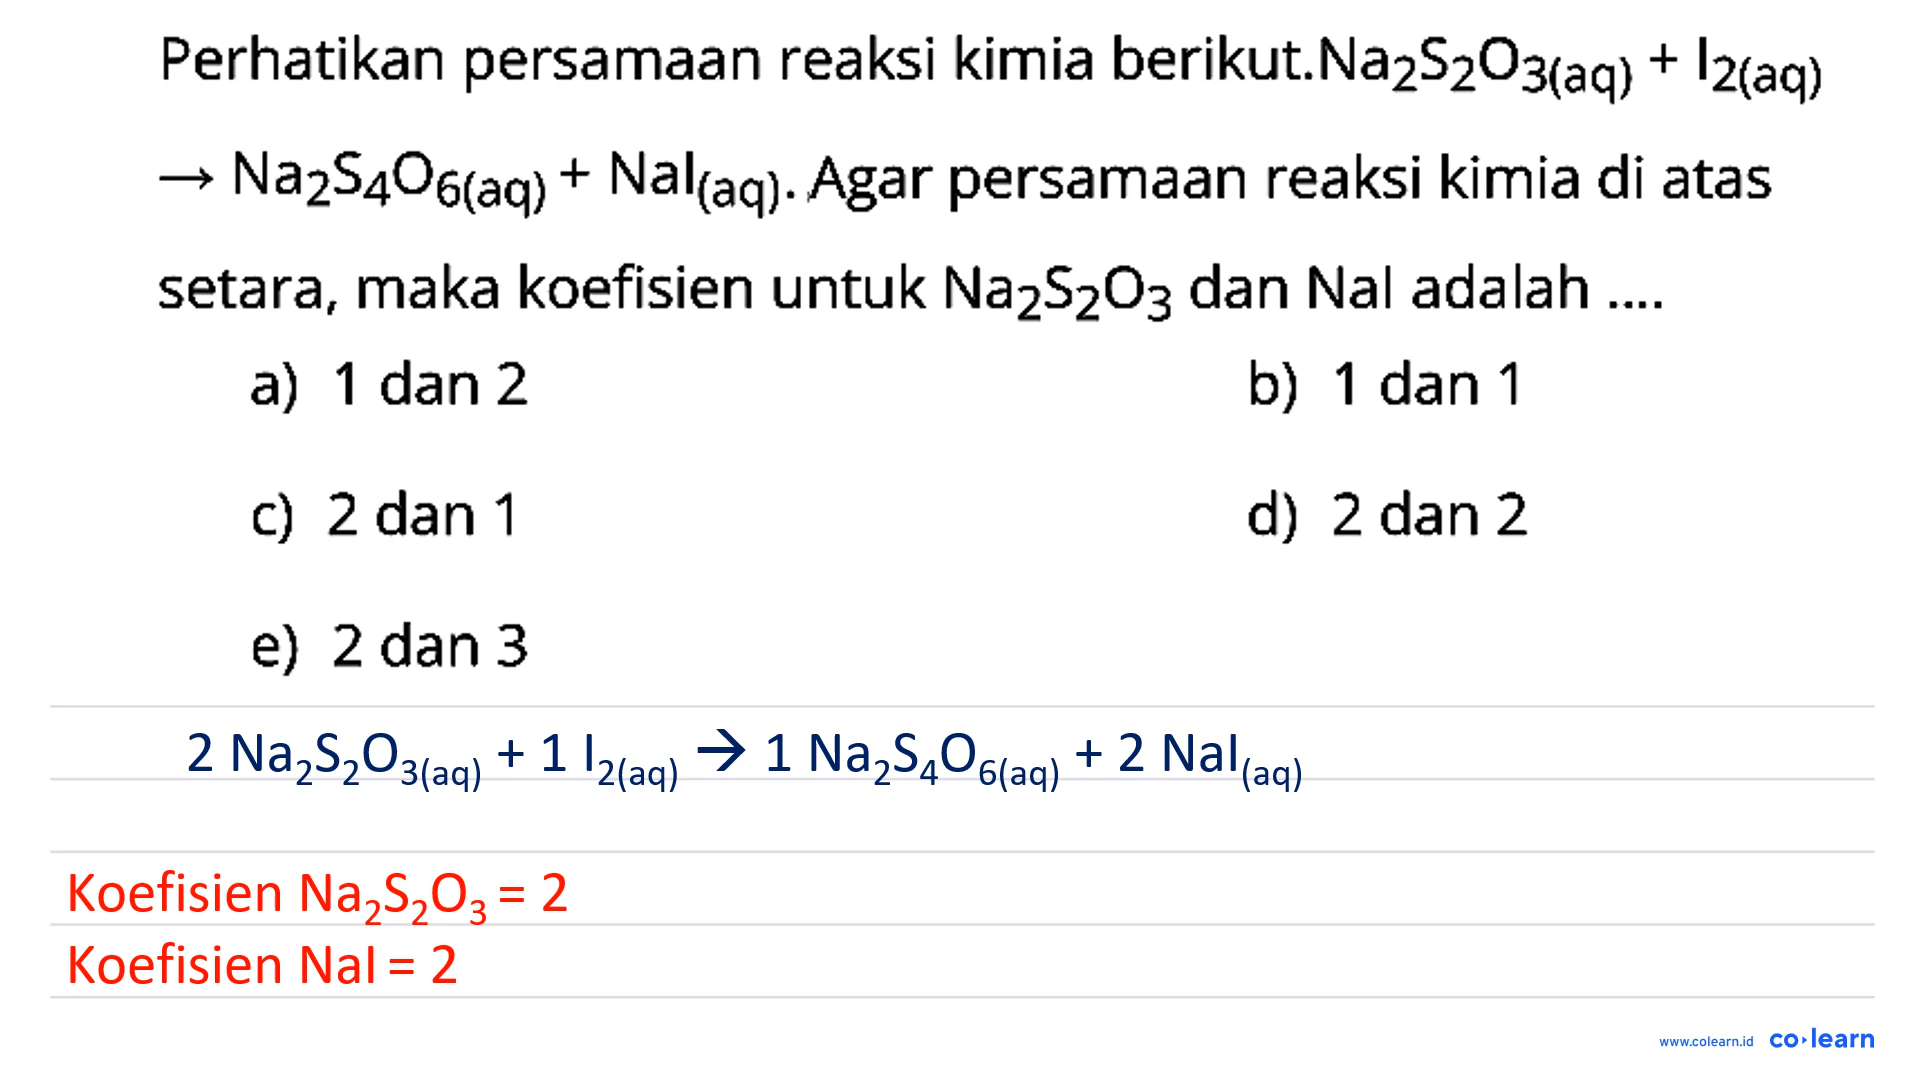 Perhatikan persamaan reaksi kimia berikut.Na₂S₂O₃(aq) + I₂(aq)
→ Na₂S₄O₆(aq) + NaI(aq). Agar persamaan reaksi kimia di atas
setara, maka koefisien untuk Na₂S₂O₃ dan NaI adalah ....
a) 1 dan 2
b) 1 dan 1
c) 2 dan 1
d) 2 dan 2
e) 2 dan 3
2 Na₂S₂O₃(aq) + 1 I₂(aq) → 1 Na₂S₄O₆(aq) + 2 NaI(aq)
Koefisien Na₂S₂O₃ = 2
Koefisien NaI = 2
www.colearn.id co‣learn